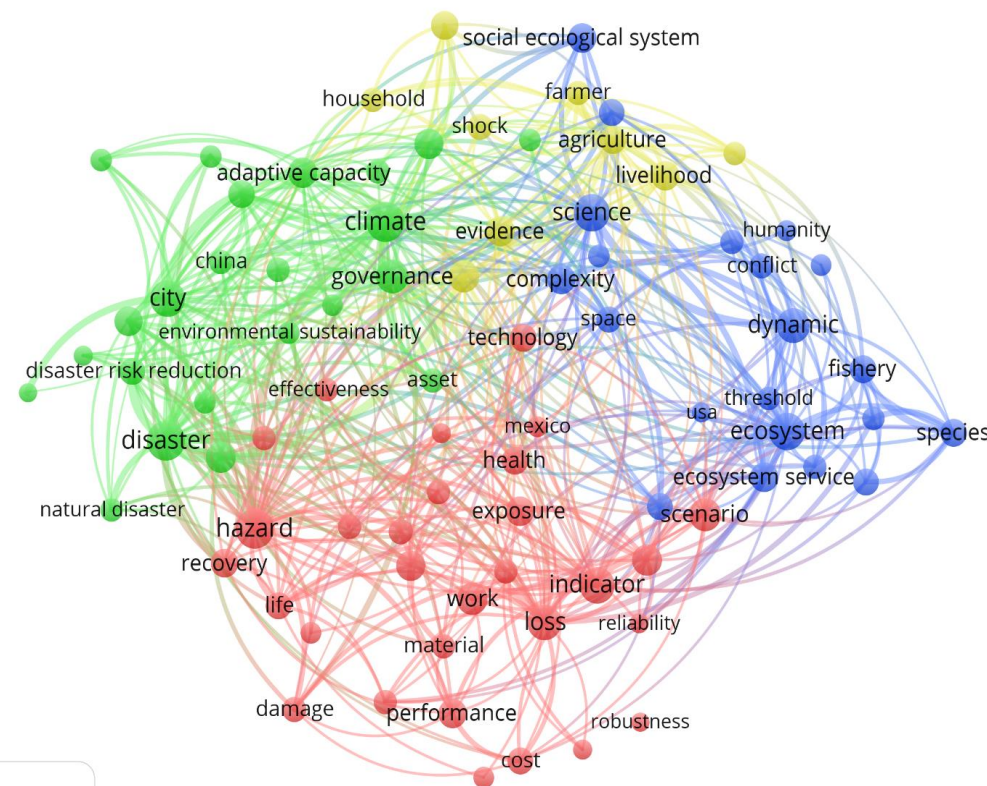 social ecological system
farmer
household
shock
agriculture
adaptive capacity
livelihood
science
climate
evidence
humanity
china
conflict
governance
complexity
city
space
dynamic
environmental sustainability
technology
disaster risk reduction
fishery
effectiveness
asset
threshold
usa
mexico
disaster
ecosystem
species
health
ecosystem service
natural disaster
exposure
scenario
hazard
recovery
indicator
life
work
loss
reliability
material
damage
performance
robustness
cost